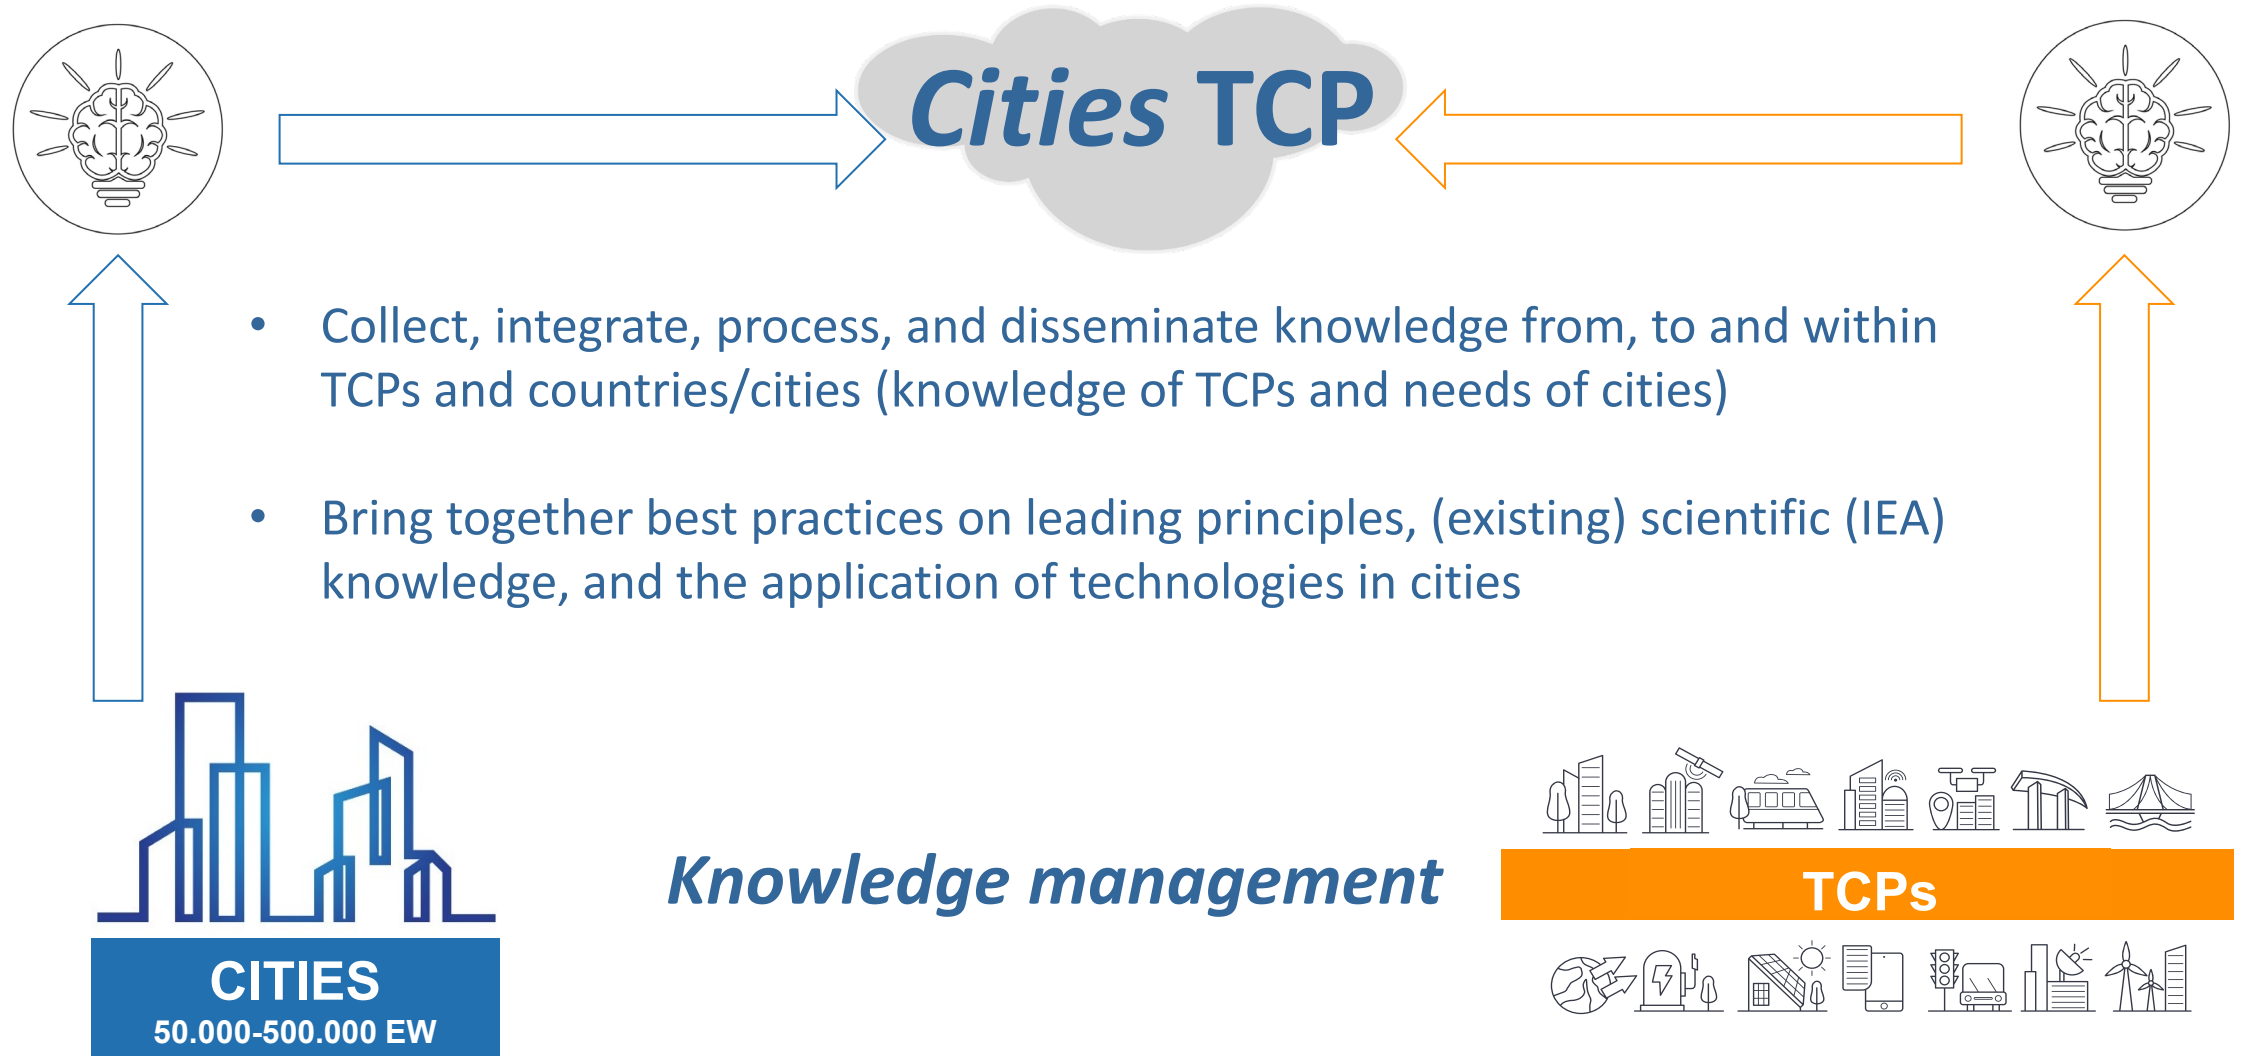 Cities TCP
• Collect, integrate, process, and disseminate knowledge from, to and within
TCPs and countries/cities (knowledge of TCPs and needs of cities)
• Bring together best practices on leading principles, (existing) scientific (IEA)
knowledge, and the application of technologies in cities
Knowledge management
TCPs
CITIES
50.000-500.000 EW